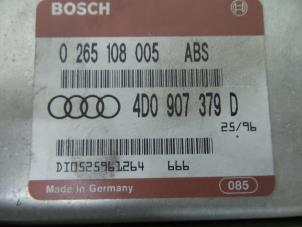 BOSCH
0 265 108 005 ABS
4D0 907 379 D
25/96
DI0525961264 666
Made in Germany 085